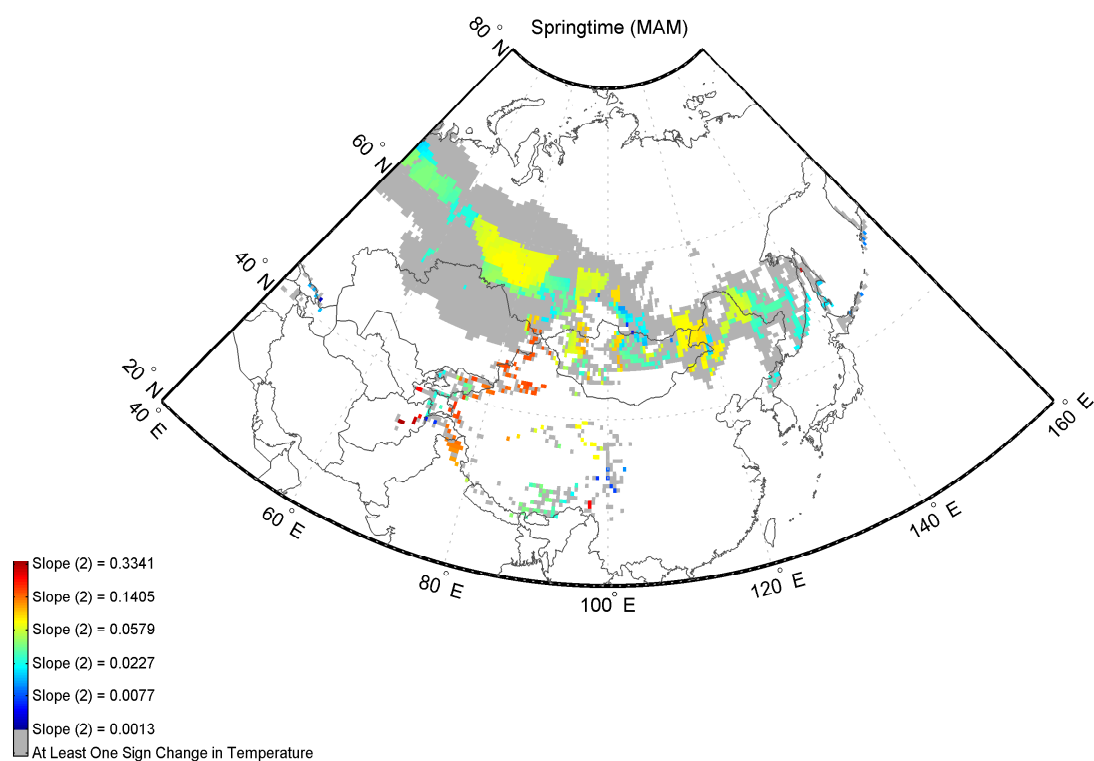 Springtime (MAM)
80° N
60° N
40° N
20° N
40° E
60° E
80° E
100° E
120° E
140° E
160° E
Slope (2) = 0.3341
Slope (2) = 0.1405
Slope (2) = 0.0579
Slope (2) = 0.0227
Slope (2) = 0.0077
Slope (2) = 0.0013
At Least One Sign Change in Temperature